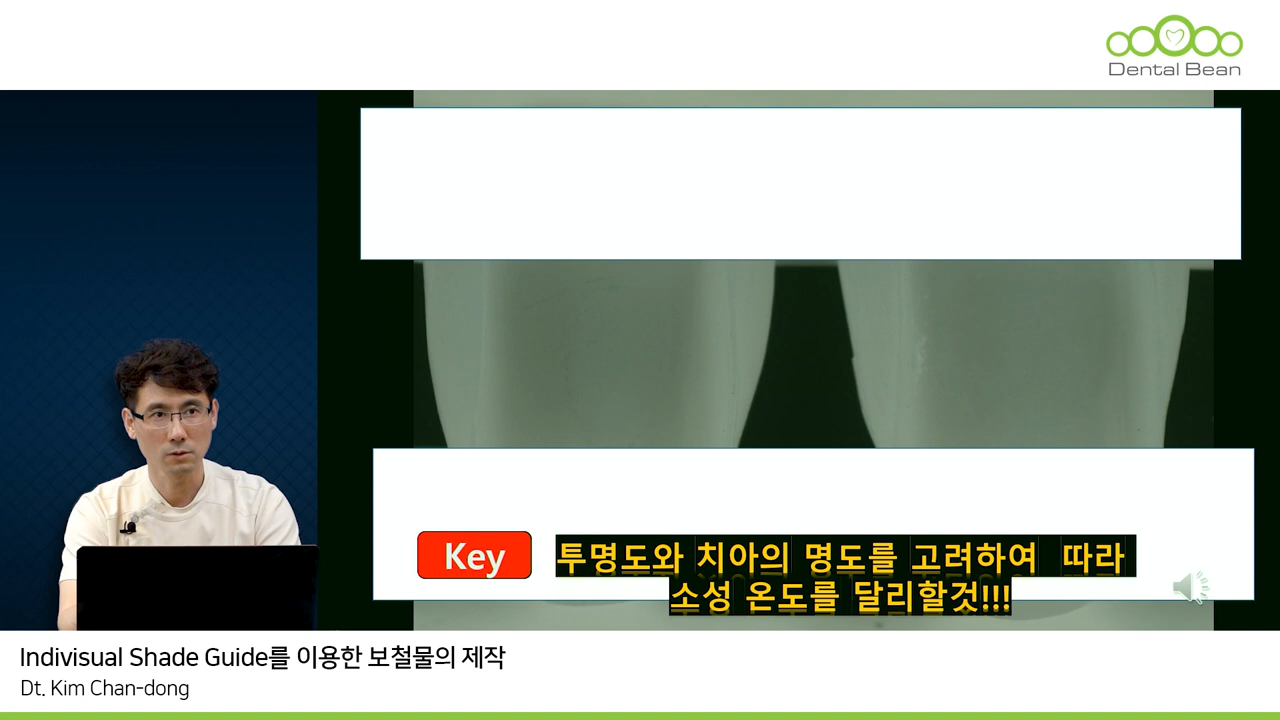 Dental Bean
Key
투명도와 치아의 명도를 고려하여 따라
소성 온도를 달리할것!!!
Indivisual Shade Guide를 이용한 보철물의 제작
Dt. Kim Chan-dong